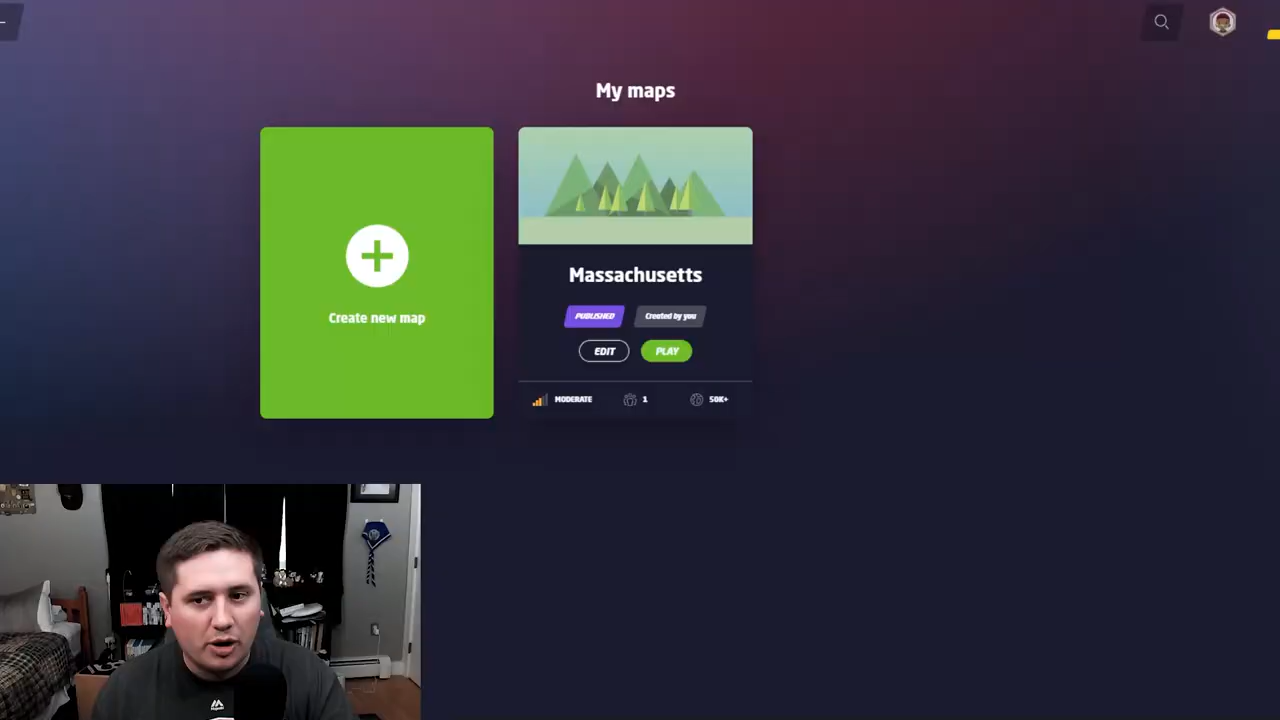 My maps
Create new map
Massachusetts
PUBLISHED
Created by you
EDIT
PLAY
MODERATE
1
50K+